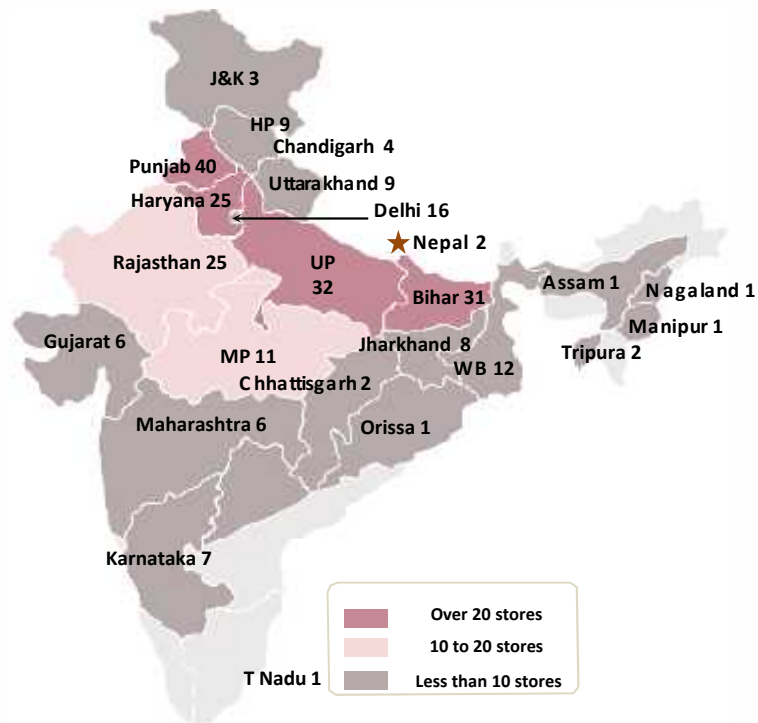 J&K 3
HP 9
Chandigarh 4
Punjab 40
Uttarakhand 9
Haryana 25
Delhi 16
Nepal 2
Rajasthan 25
UP
32
Bihar 31
Assam 1
Nagaland 1
Manipur 1
Tripura 2
Gujarat 6
MP 11
Jharkhand 8
WB 12
Chhattisgarh 2
Maharashtra 6
Orissa 1
Karnataka 7
T Nadu 1
Over 20 stores
10 to 20 stores
Less than 10 stores